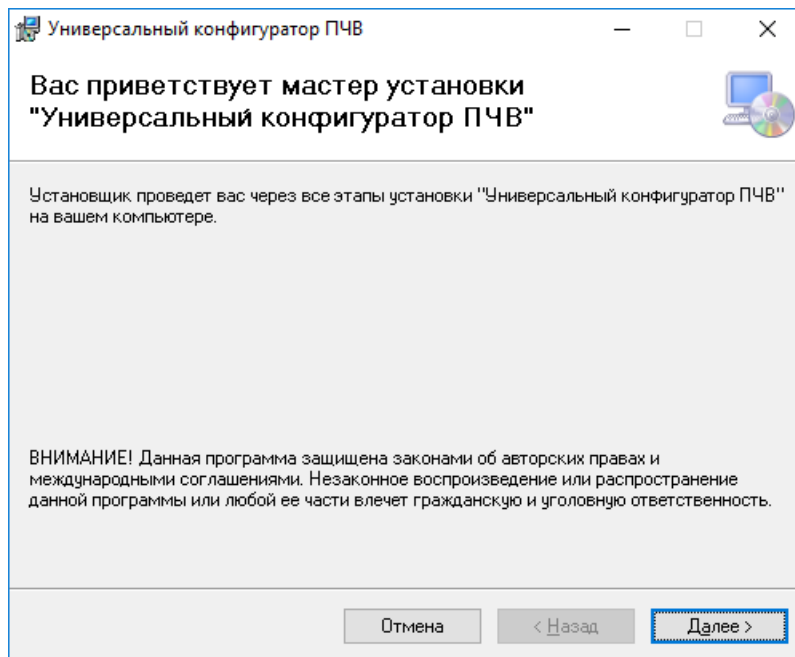 Универсальный конфигуратор ПЧВ
Вас приветствует мастер установки
"Универсальный конфигуратор ПЧВ"
Установщик проведет вас через все этапы установки "Универсальный конфигуратор ПЧВ"
на вашем компьютере.
ВНИМАНИЕ! Данная программа защищена законами об авторских правах и
международными соглашениями. Незаконное воспроизведение или распространение
данной программы или любой ее части влечет гражданскую и уголовную ответственность.
Отмена
< Назад
Далее >